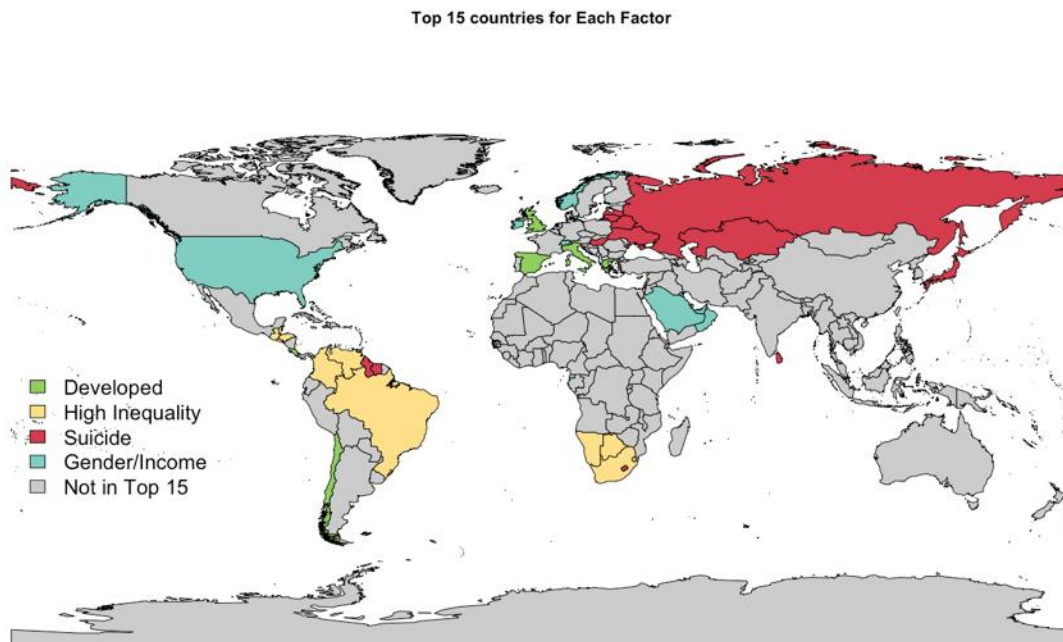 Top 15 countries for Each Factor
Developed
High Inequality
Suicide
Gender/Income
Not in Top 15